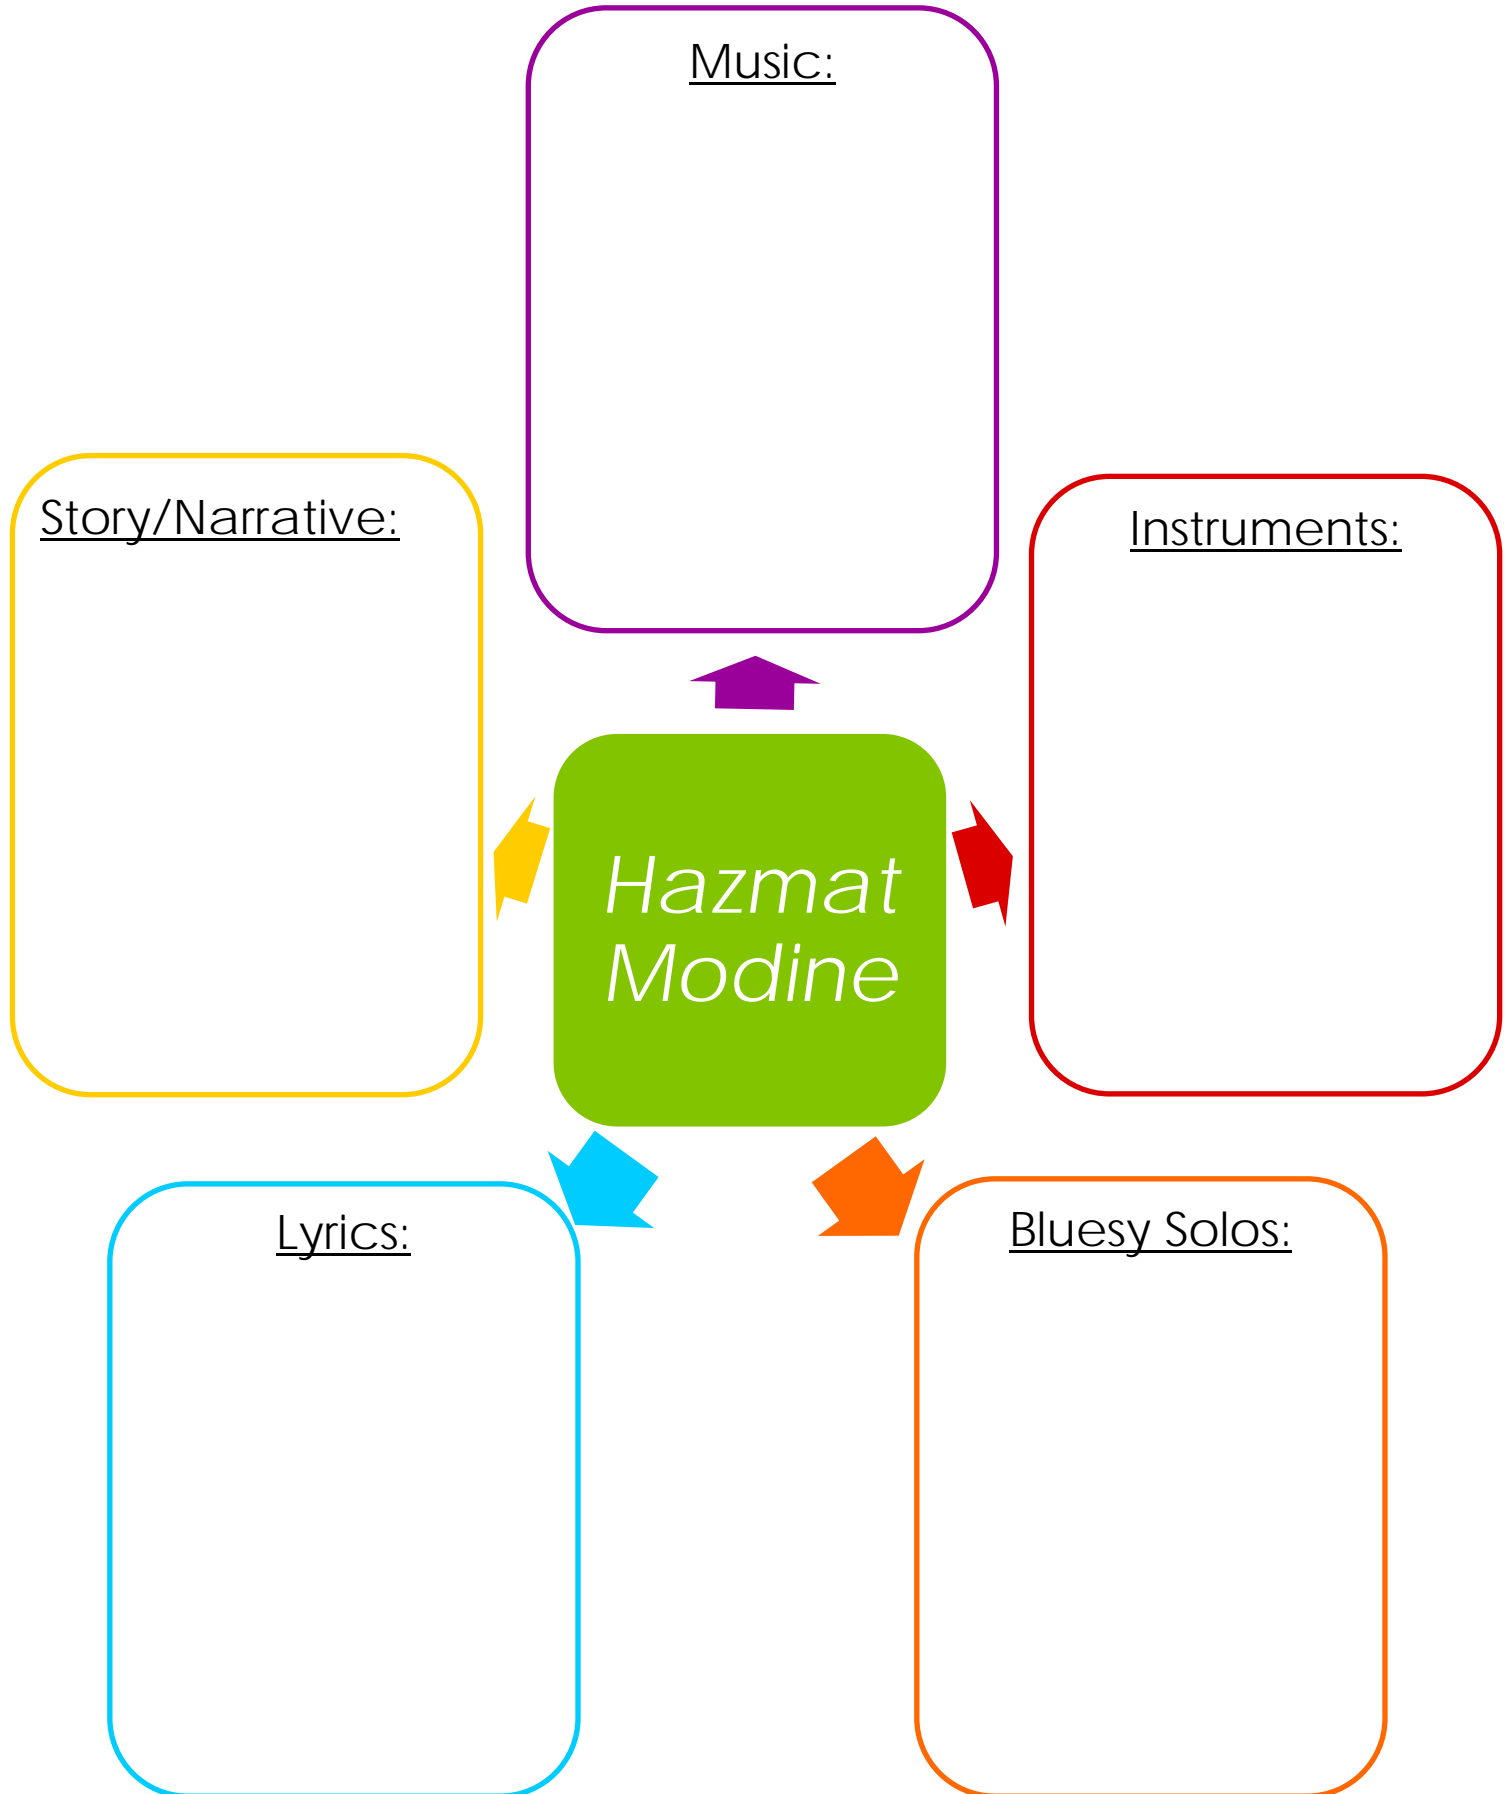 Music:
Story/Narrative:
Instruments:
Hazmat
Modine
Lyrics:
Bluesy Solos: